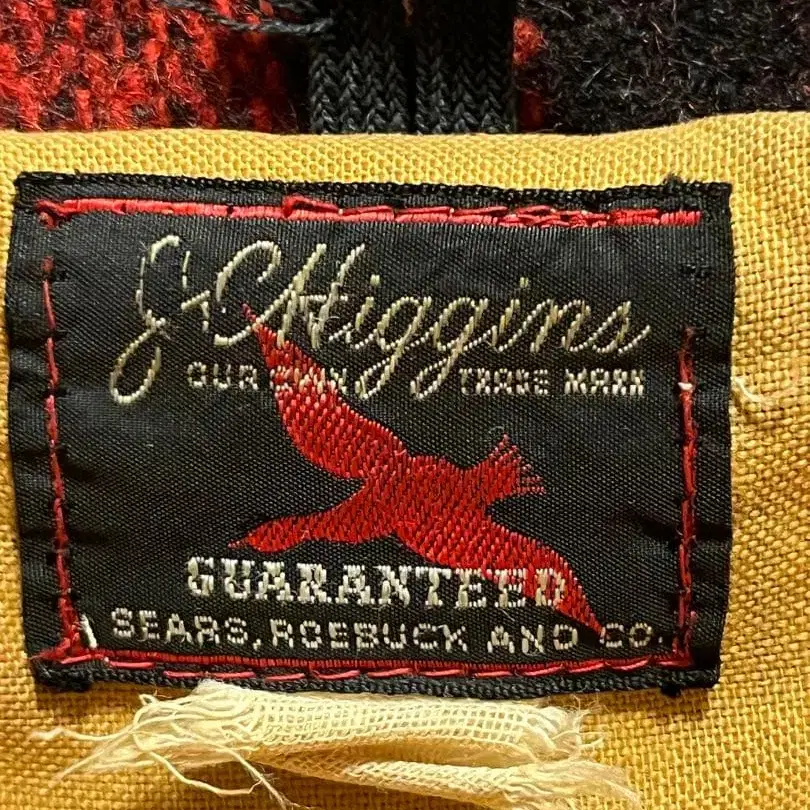 J.C.Higgins
OUR OWN TRADE MARK
GUARANTEED
SEARS, ROEBUCK AND CO.